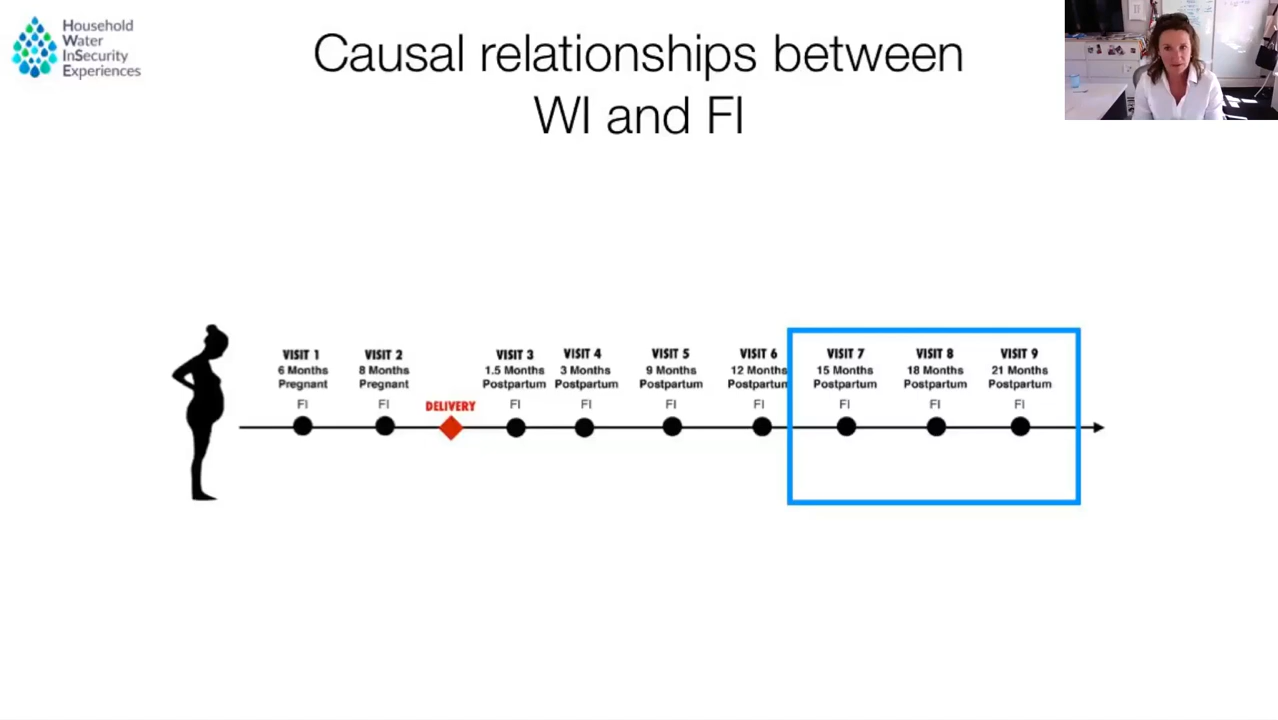 Household
Water
InSecurity
Experiences
Causal relationships between
WI and FI
VISIT 1
6 Months
Pregnant
FI
VISIT 2
8 Months
Pregnant
FI
DELIVERY
VISIT 3
1.5 Months
Postpartum
FI
VISIT 4
3 Months
Postpartum
FI
VISIT 5
9 Months
Postpartum
FI
VISIT 6
12 Months
Postpartum
FI
VISIT 7
15 Months
Postpartum
FI
VISIT 8
18 Months
Postpartum
FI
VISIT 9
21 Months
Postpartum
FI